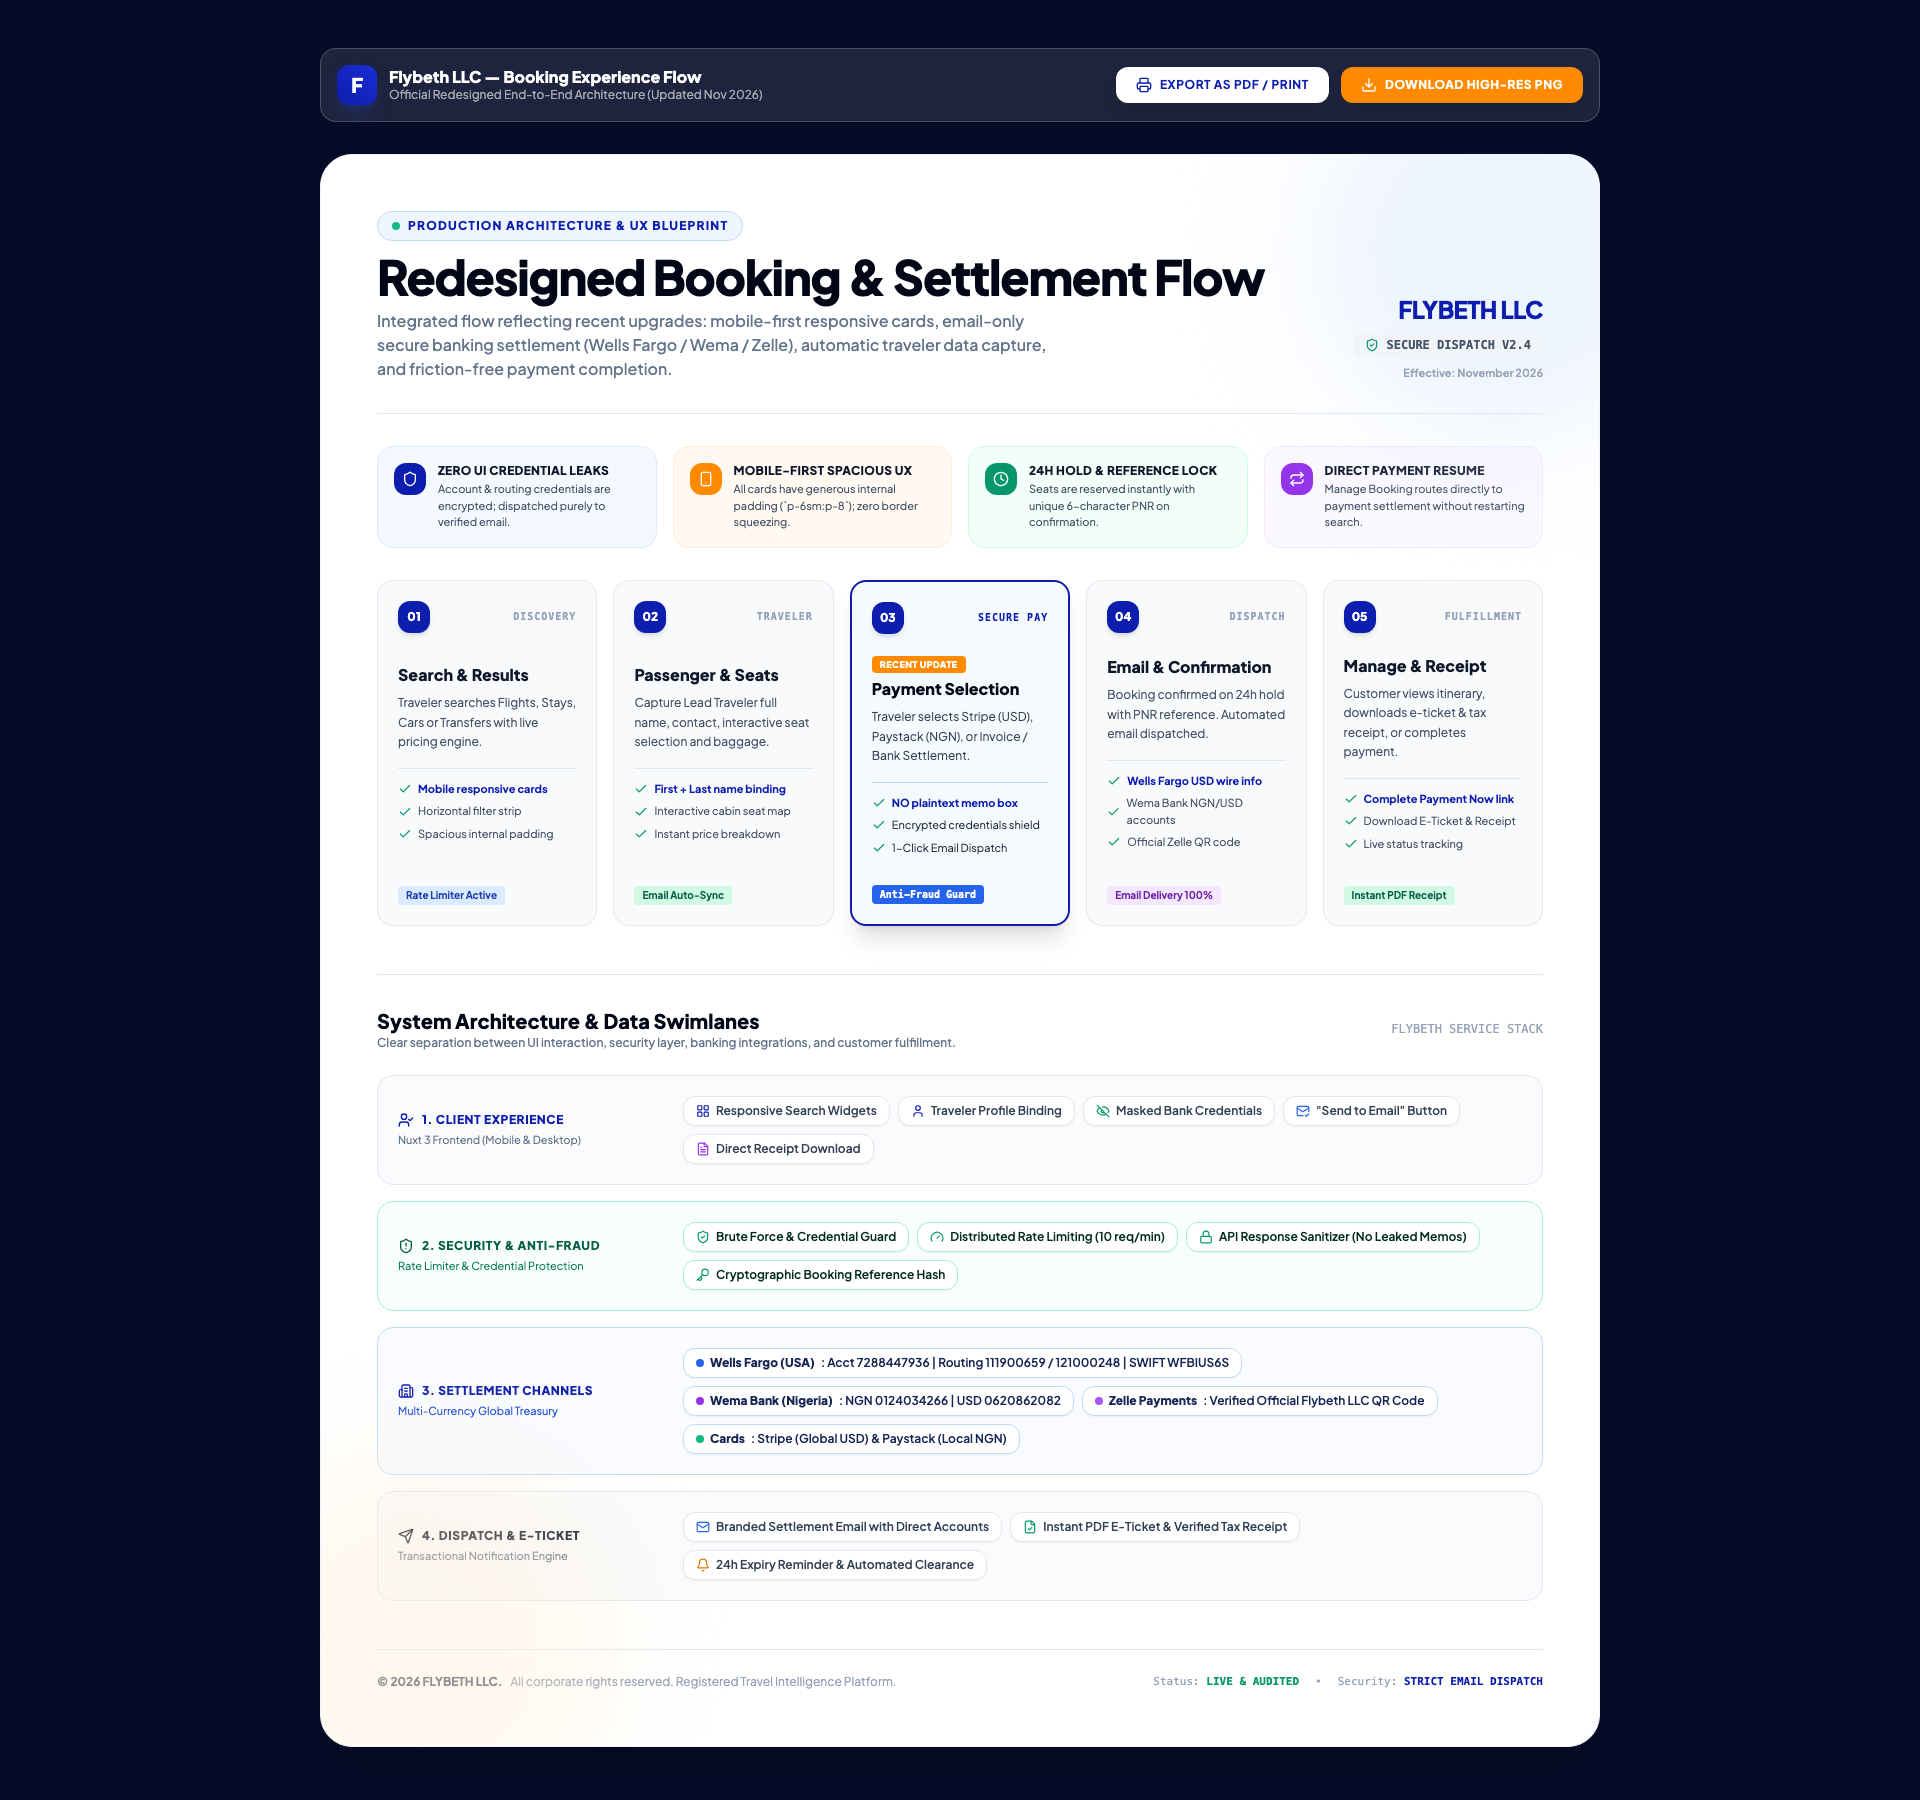 F
Flybeth LLC — Booking Experience Flow
Official Redesigned End-to-End Architecture (Updated Nov 2026)
EXPORT AS PDF / PRINT
DOWNLOAD HIGH-RES PNG
PRODUCTION ARCHITECTURE & UX BLUEPRINT
Redesigned Booking & Settlement Flow
Integrated flow reflecting recent upgrades: mobile-first responsive cards, email-only
secure banking settlement (Wells Fargo / Wema / Zelle), automatic traveler data capture,
and friction-free payment completion.
FLYBETH LLC
SECURE DISPATCH V2.4
Effective: November 2026
ZERO UI CREDENTIAL LEAKS
Account & routing credentials are
encrypted; dispatched purely to
verified email.
MOBILE-FIRST SPACIOUS UX
All cards have generous internal
padding (`p-6sm:p-8`); zero border
squeezing.
24H HOLD & REFERENCE LOCK
Seats are reserved instantly with
unique 6-character PNR on
confirmation.
DIRECT PAYMENT RESUME
Manage Booking routes directly to
payment settlement without restarting
search.
01
DISCOVERY
Search & Results
Traveler searches Flights, Stays,
Cars or Transfers with live
pricing engine.
Mobile responsive cards
Horizontal filter strip
Spacious internal padding
Rate Limiter Active
02
TRAVELER
Passenger & Seats
Capture Lead Traveler full
name, contact, interactive seat
selection and baggage.
First + Last name binding
Interactive cabin seat map
Instant price breakdown
Email Auto-Sync
03
SECURE PAY
RECENT UPDATE
Payment Selection
Traveler selects Stripe (USD),
Paystack (NGN), or Invoice /
Bank Settlement.
NO plaintext memo box
Encrypted credentials shield
1-Click Email Dispatch
Anti-Fraud Guard
04
DISPATCH
Email & Confirmation
Booking confirmed on 24h hold
with PNR reference. Automated
email dispatched.
Wells Fargo USD wire info
Wema Bank NGN/USD
accounts
Official Zelle QR code
Email Delivery 100%
05
FULFILLMENT
Manage & Receipt
Customer views itinerary,
downloads e-ticket & tax
receipt, or completes
payment.
Complete Payment Now link
Download E-Ticket & Receipt
Live status tracking
Instant PDF Receipt
System Architecture & Data Swimlanes
Clear separation between UI interaction, security layer, banking integrations, and customer fulfillment.
FLYBETH SERVICE STACK
1. CLIENT EXPERIENCE
Nuxt 3 Frontend (Mobile & Desktop)
Responsive Search Widgets
Traveler Profile Binding
Masked Bank Credentials
"Send to Email" Button
Direct Receipt Download
2. SECURITY & ANTI-FRAUD
Rate Limiter & Credential Protection
Brute Force & Credential Guard
Distributed Rate Limiting (10 req/min)
API Response Sanitizer (No Leaked Memos)
Cryptographic Booking Reference Hash
3. SETTLEMENT CHANNELS
Multi-Currency Global Treasury
Wells Fargo (USA) : Acct 7288447936 | Routing 111900659 / 121000248 | SWIFT WFBIUS6S
Wema Bank (Nigeria) : NGN 0124034266 | USD 0620862082
Zelle Payments : Verified Official Flybeth LLC QR Code
Cards : Stripe (Global USD) & Paystack (Local NGN)
4. DISPATCH & E-TICKET
Transactional Notification Engine
Branded Settlement Email with Direct Accounts
Instant PDF E-Ticket & Verified Tax Receipt
24h Expiry Reminder & Automated Clearance
© 2026 FLYBETH LLC. All corporate rights reserved. Registered Travel Intelligence Platform.
Status: LIVE & AUDITED • Security: STRICT EMAIL DISPATCH